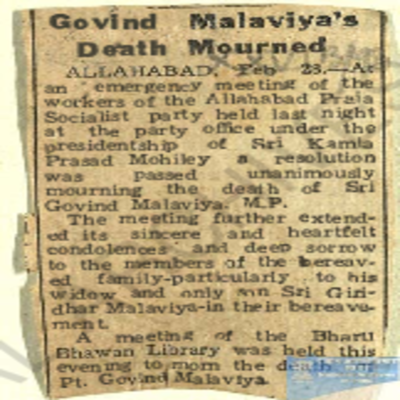 Govind Malaviya's
Death Mourned
ALLAHABAD, Feb 23.—At
an emergency meeting of the
workers of the Allahabad Praja
Socialist party held last night
at the party office under the
presidentship of Sri Kamla
Prasad Mohiley a resolution
was passed unanimously
mourning the death of Sri
Govind Malaviya. M.P.
The meeting further extend-
ed its sincere and heartfelt
condolences and deep sorrow
to the members of the bereav-
ed family-particularly to his
widow and only son Sri Giri-
dhar Malaviya-in their bereave-
ment.
A meeting of the Bharti
Bhawan Library was held this
evening to morn the death
Pt. Govind Malaviya